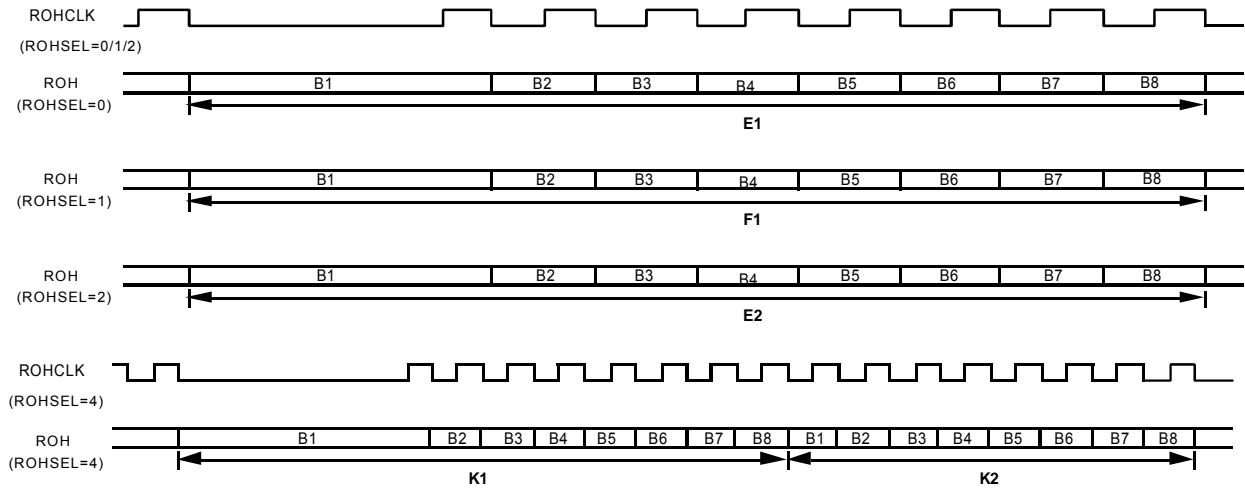 ROHCLK
(ROHSEL=0/1/2)
ROH
(ROHSEL=0)
B1 B2 B3 B4 B5 B6 B7 B8
E1
ROH
(ROHSEL=1)
B1 B2 B3 B4 B5 B6 B7 B8
F1
ROH
(ROHSEL=2)
B1 B2 B3 B4 B5 B6 B7 B8
E2
ROHCLK
(ROHSEL=4)
ROH
(ROHSEL=4)
B1 B2 B3 B4 B5 B6 B7 B8 B1 B2 B3 B4 B5 B6 B7 B8
K1 K2